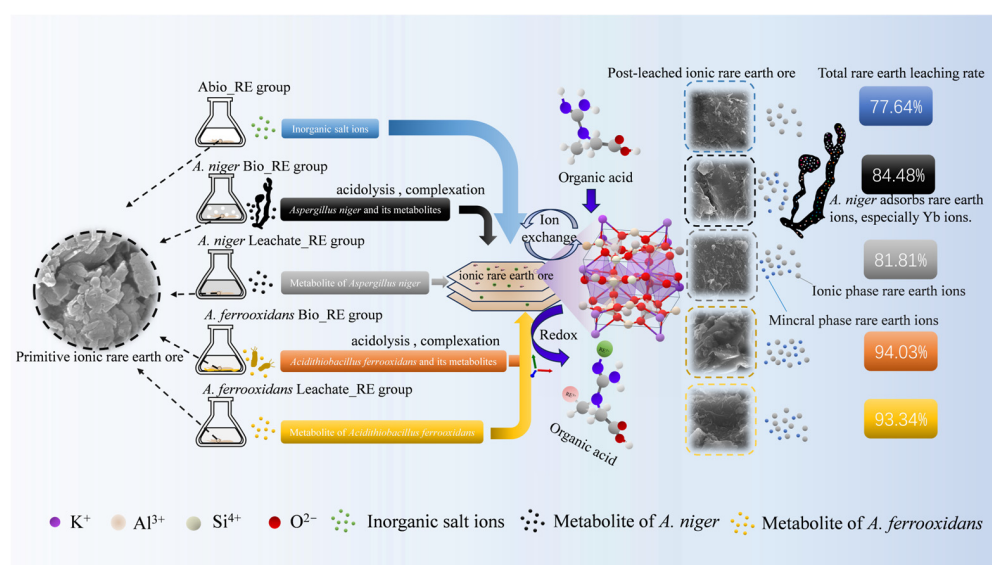 Post-leached ionic rare earth ore
Total rare earth leaching rate
Abio_RE group
77.64%
Inorganic salt ions
A. niger Bio_RE group
Organic acid
acidolysis , complexation
84.48%
Aspergillus niger and its metabolites
A. niger adsorbs rare earth
ions, especially Yb ions.
Ion
exchange
A. niger Leachate_RE group
81.81%
ionic rare earth ore
Metabolite of Aspergillus niger
Ionic phase rare earth ions
A. ferrooxidans Bio_RE group
Mincral phase rare earth ions
acidolysis , complexation
Redox
94.03%
Primitive ionic rare earth ore
Acidithiobacillus ferrooxidans and its metabolites
A. ferrooxidans Leachate_RE group
93.34%
Metabolite of Acidithiobacillus ferrooxidans
Organic acid
K+
Al3+
Si4+
O2−
Inorganic salt ions
Metabolite of A. niger
Metabolite of A. ferrooxidans